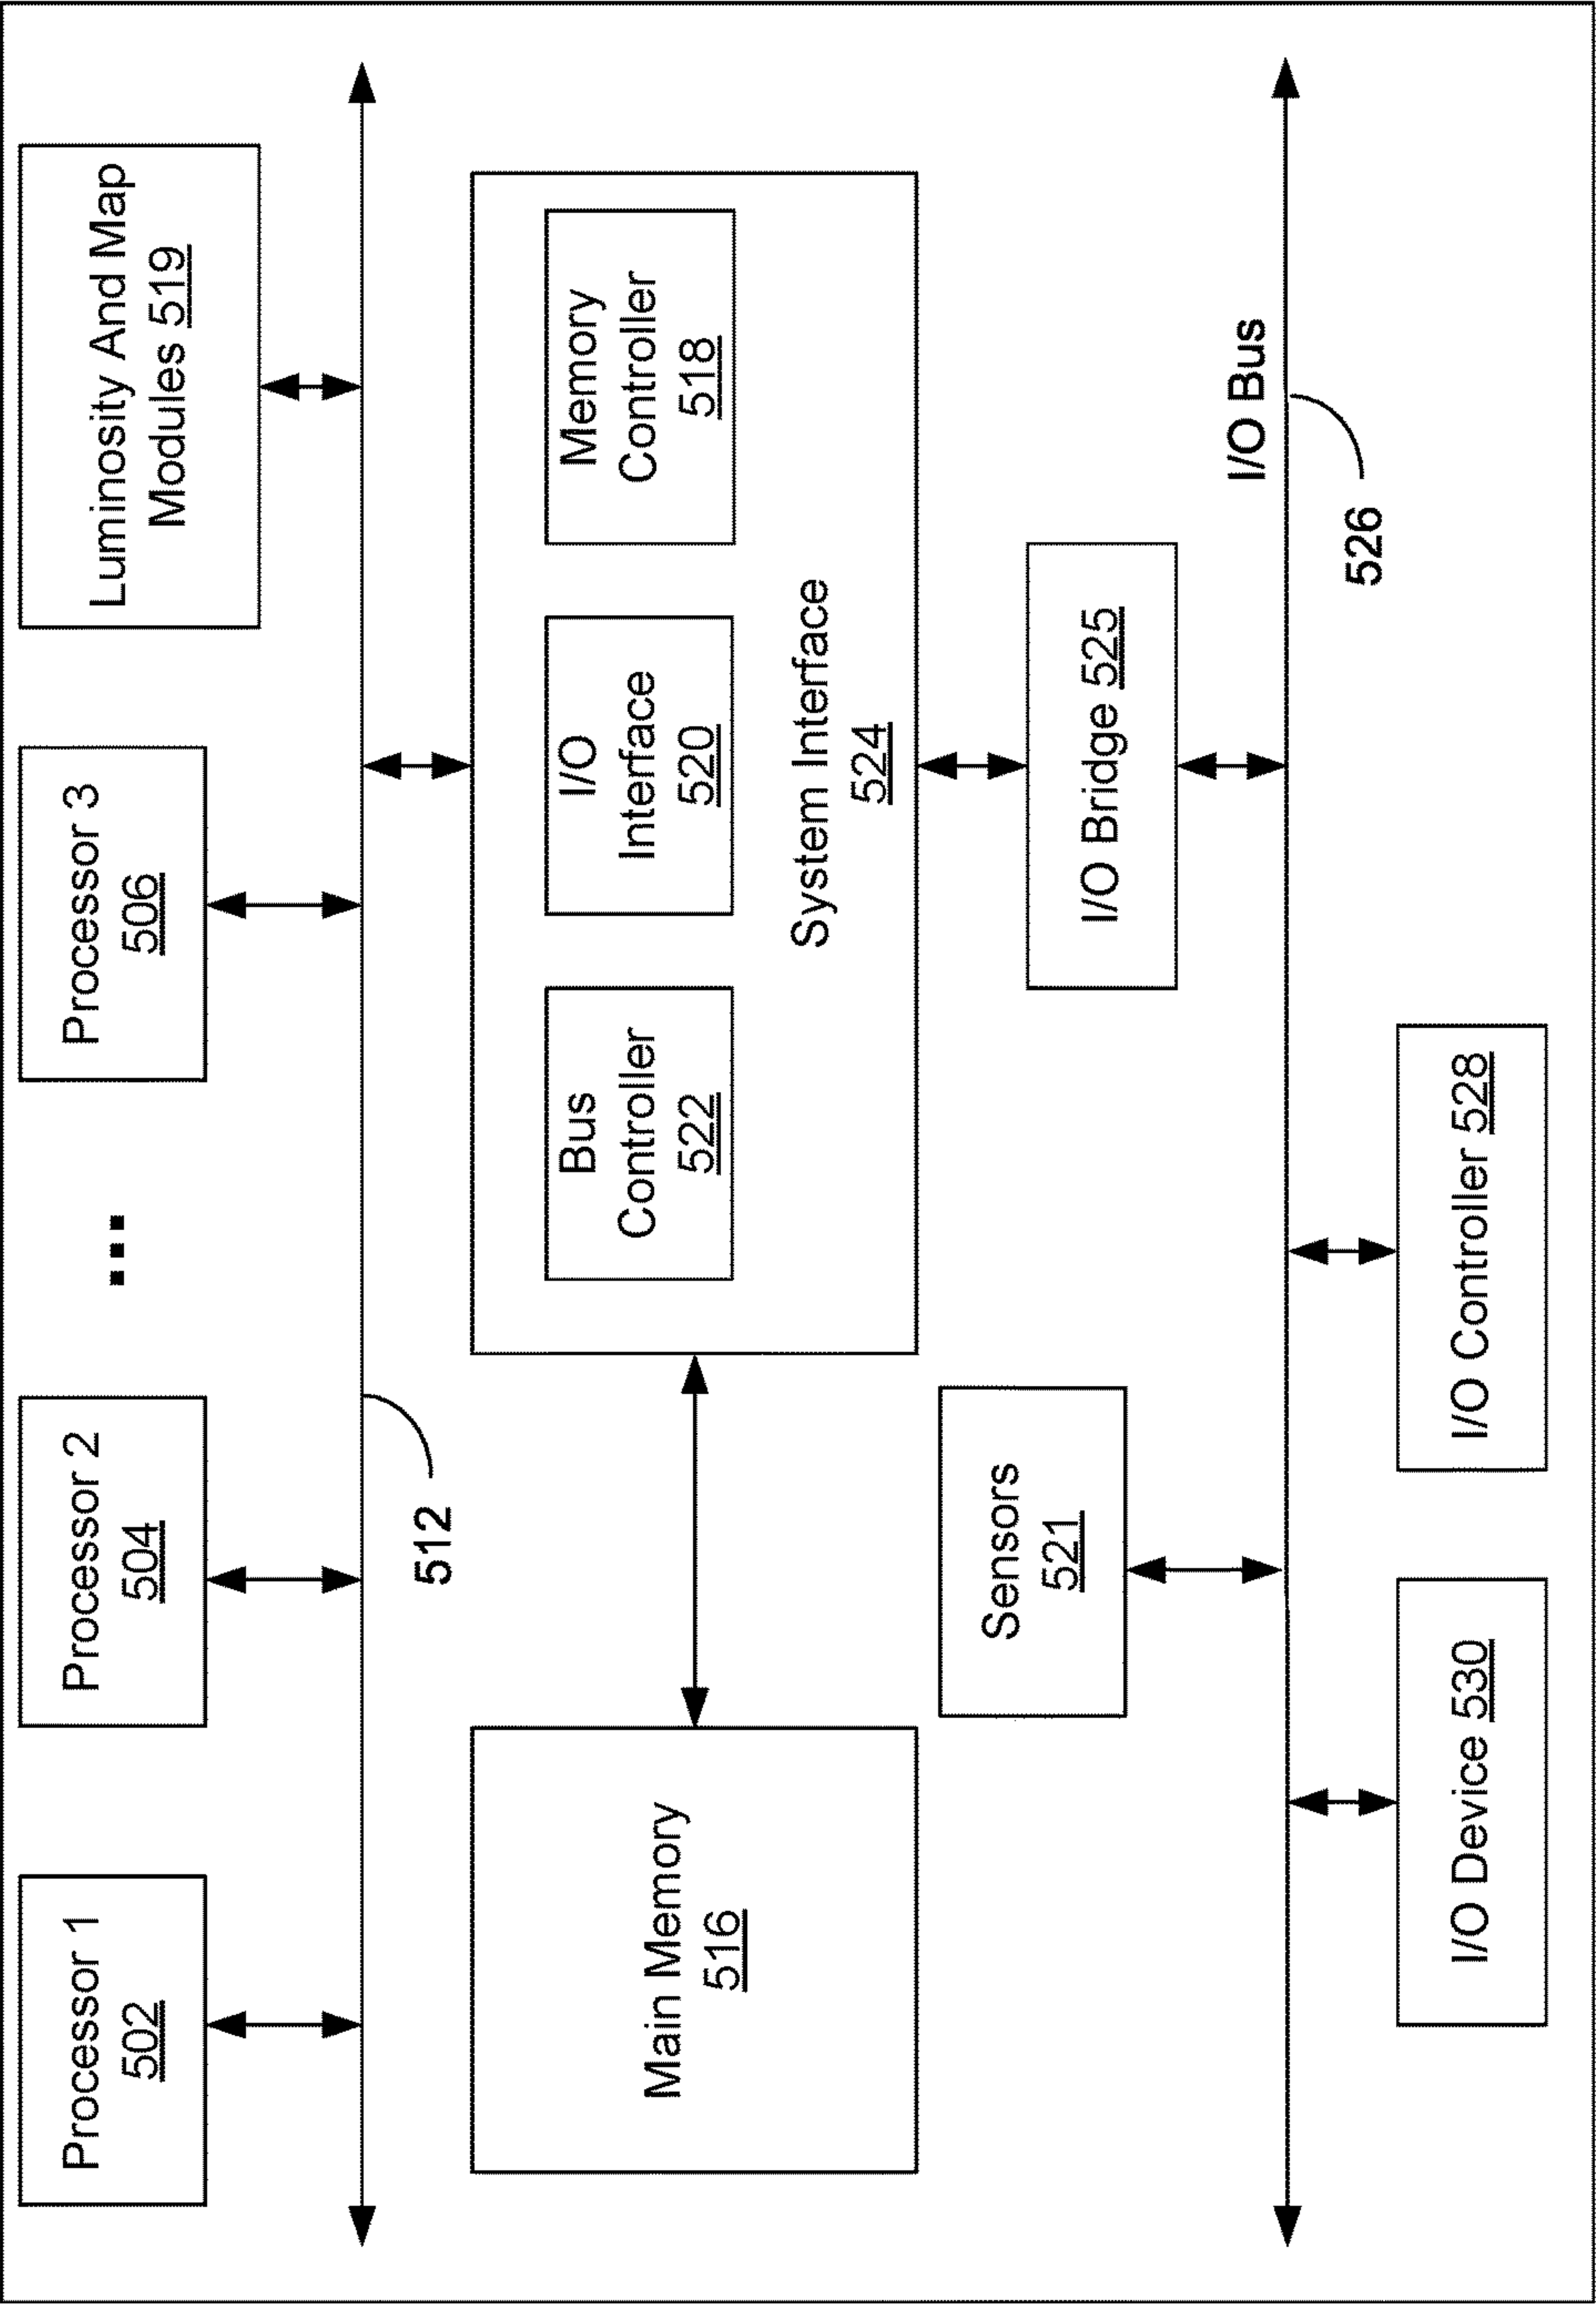 Processor 1
502
Processor 2
504
...
Processor 3
506
Luminosity And Map
Modules 519
512
Main Memory
516
Bus
Controller
522
I/O
Interface
520
Memory
Controller
518
System Interface
524
Sensors
521
I/O Bridge 525
I/O Bus
526
I/O Device 530
I/O Controller 528